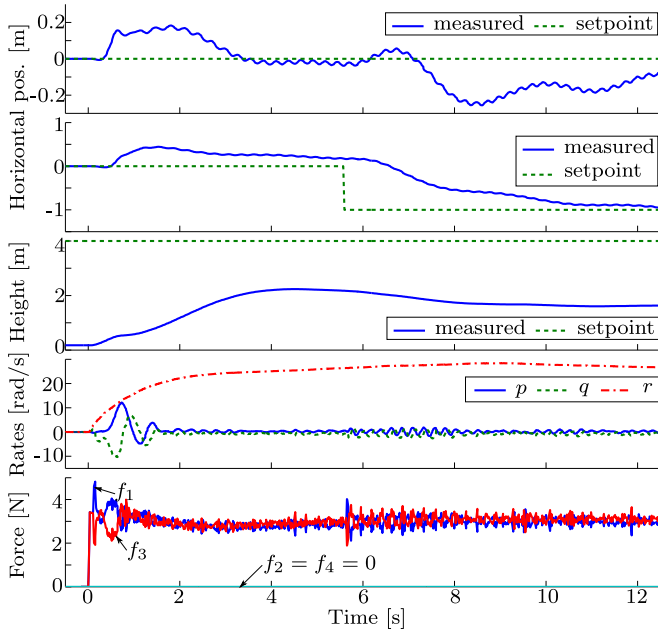 0.2
0
-0.2
measured
setpoint
Horizontal pos. [m]
1
0
-1
measured
setpoint
4
2
0
Height [m]
measured
setpoint
20
10
0
-10
Rates [rad/s]
p
q
r
4
2
0
Force [N]
f1
f3
f2 = f4 = 0
0
2
4
6
8
10
12
Time [s]